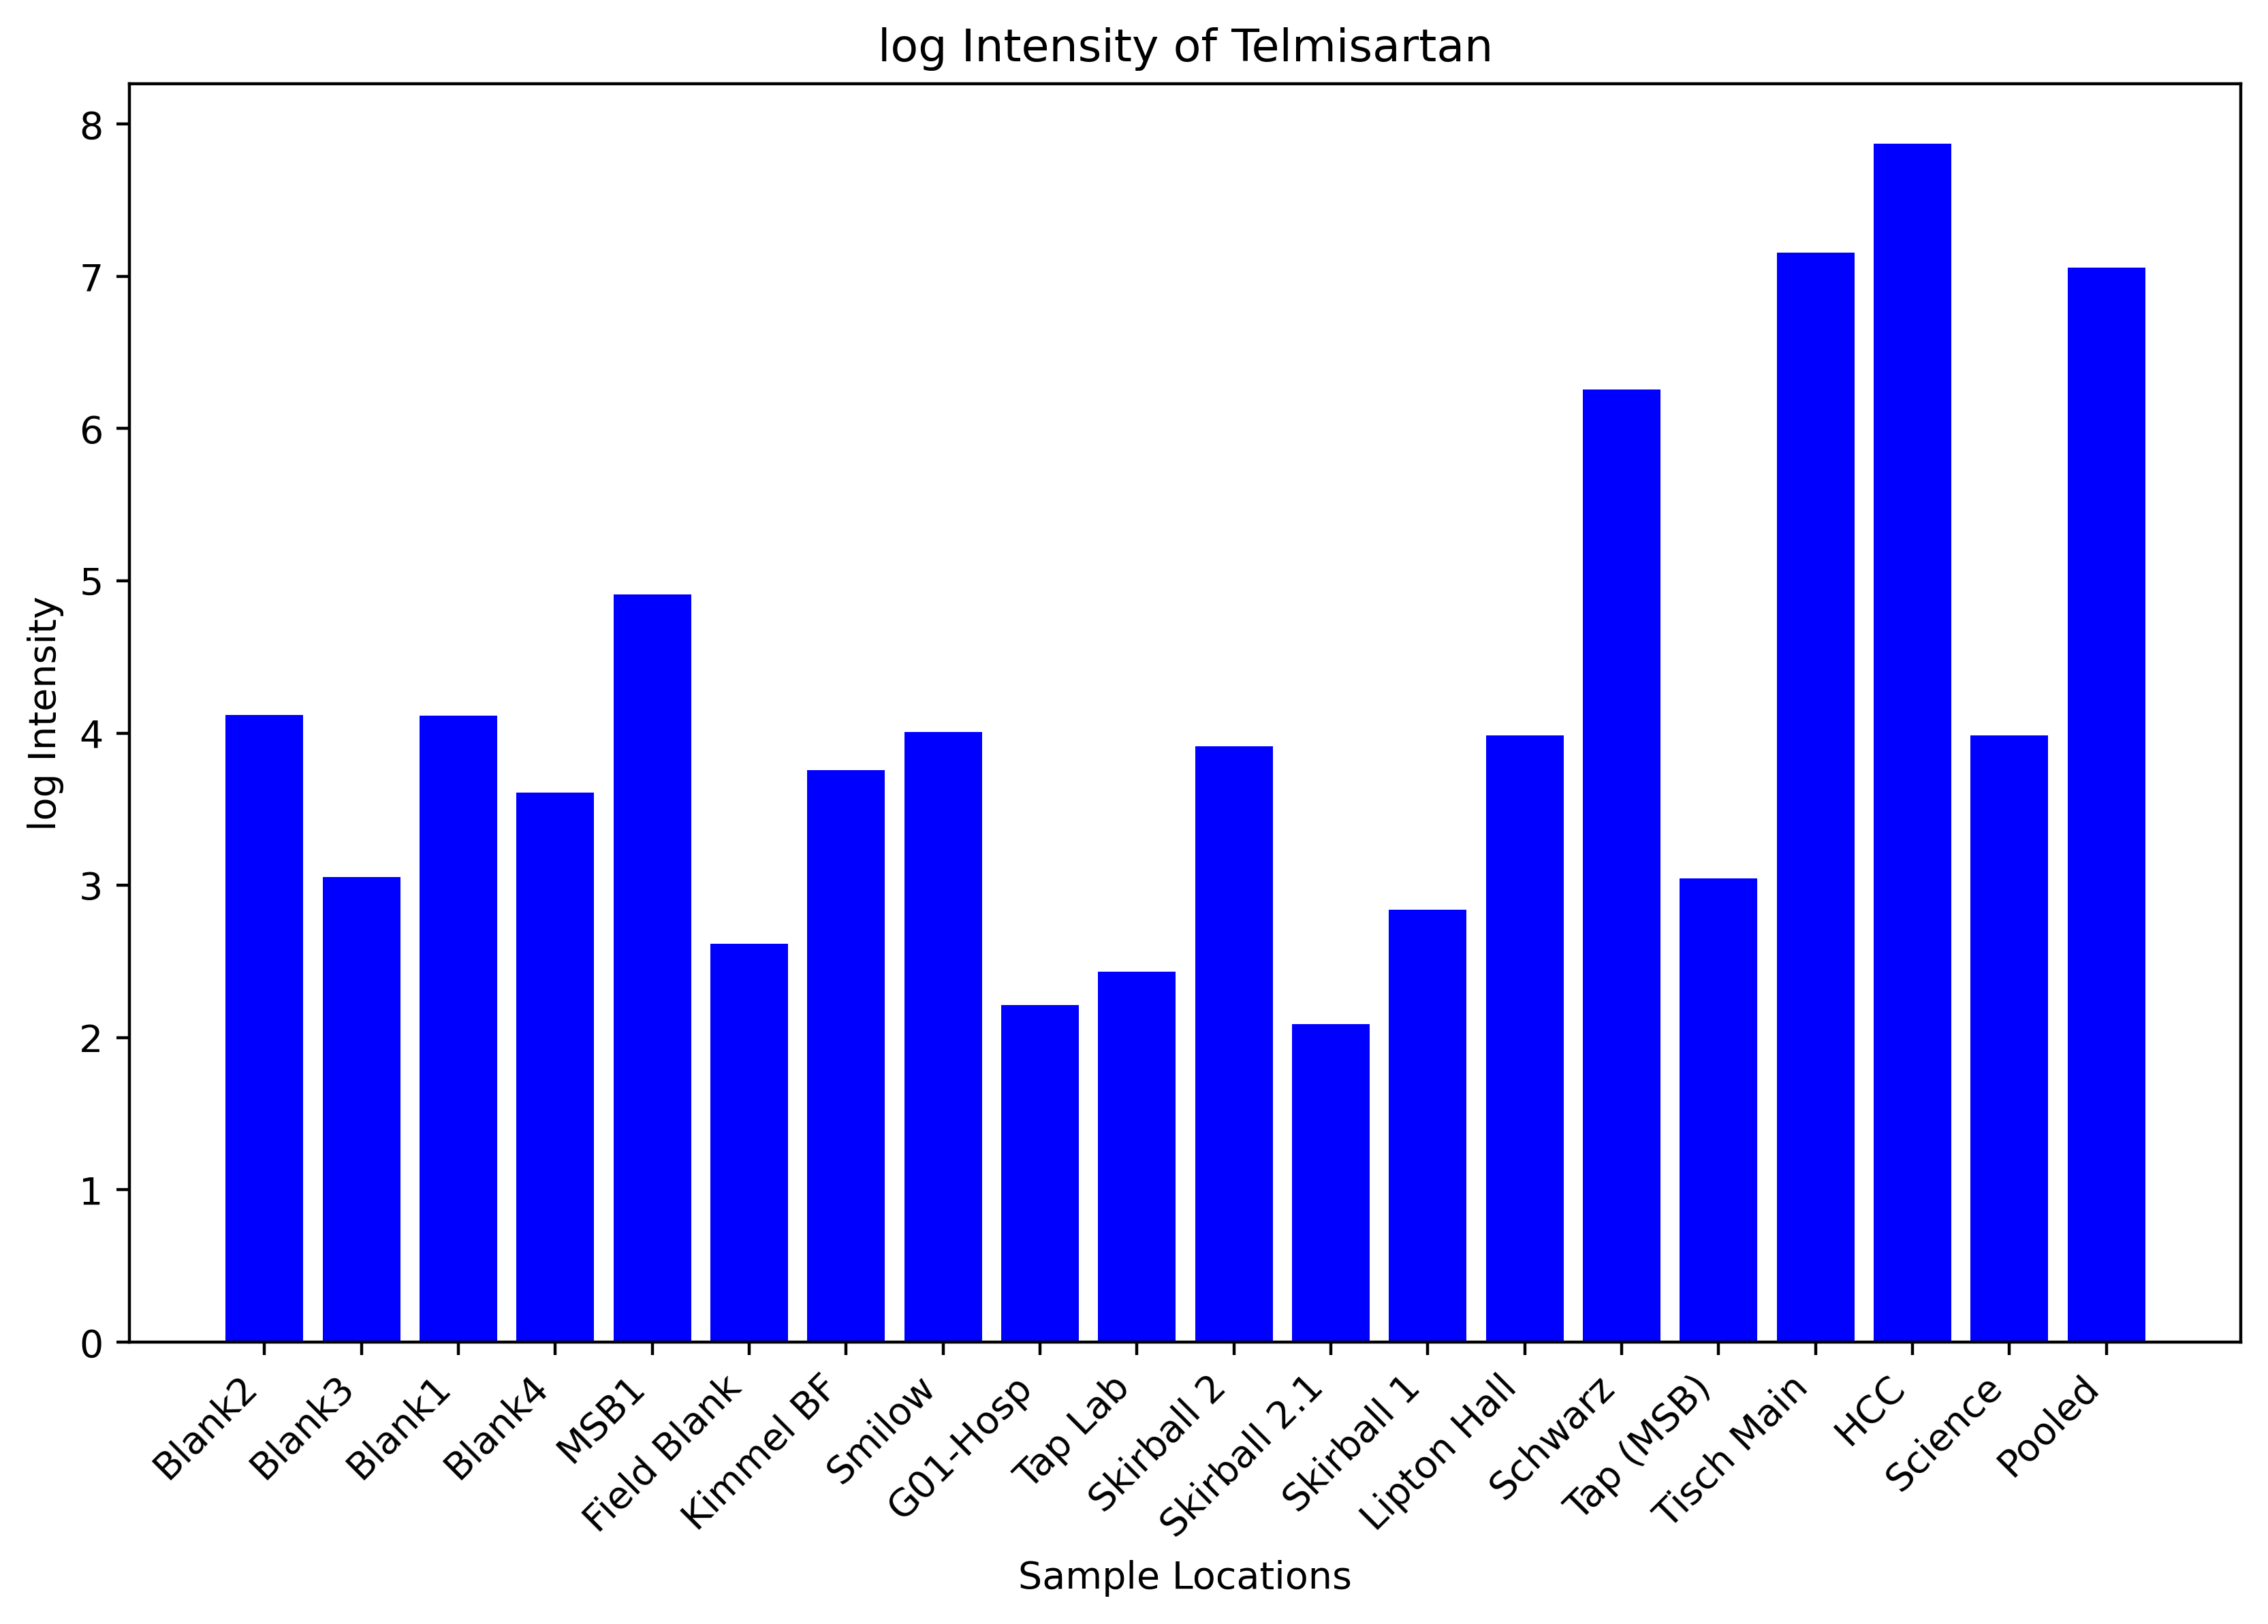 log Intensity of Telmisartan
log Intensity
8
7
6
5
4
3
2
1
0
Blank2
Blank3
Blank1
Blank4
MSB1
Field Blank
Kimmel BF
Smilow
G01-Hosp
Tap Lab
Skirball 2
Skirball 2.1
Skirball 1
Lipton Hall
Schwarz
Tap (MSB)
Tisch Main
HCC
Science
Pooled
Sample Locations